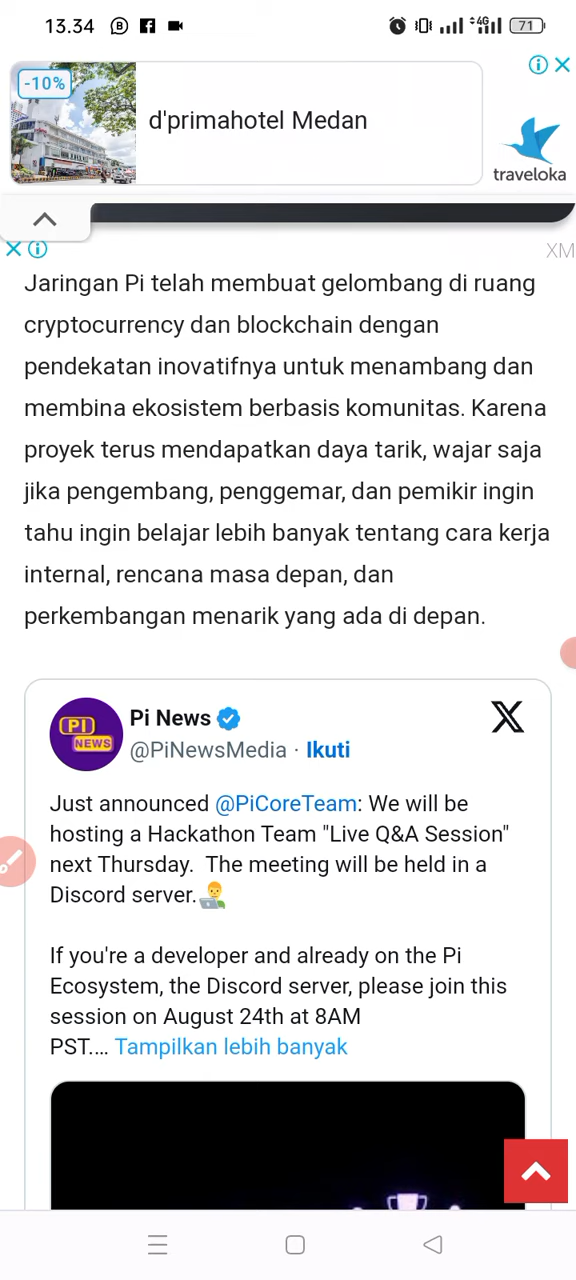 13.34
4G
71
-10%
d'primahotel Medan
traveloka
XM
Jaringan Pi telah membuat gelombang di ruang
cryptocurrency dan blockchain dengan
pendekatan inovatifnya untuk menambang dan
membina ekosistem berbasis komunitas. Karena
proyek terus mendapatkan daya tarik, wajar saja
jika pengembang, penggemar, dan pemikir ingin
tahu ingin belajar lebih banyak tentang cara kerja
internal, rencana masa depan, dan
perkembangan menarik yang ada di depan.
PI
NEWS
Pi News
@PiNewsMedia · Ikuti
Just announced @PiCoreTeam: We will be
hosting a Hackathon Team "Live Q&A Session"
next Thursday.  The meeting will be held in a
Discord server.
If you're a developer and already on the Pi
Ecosystem, the Discord server, please join this
session on August 24th at 8AM
PST.... Tampilkan lebih banyak